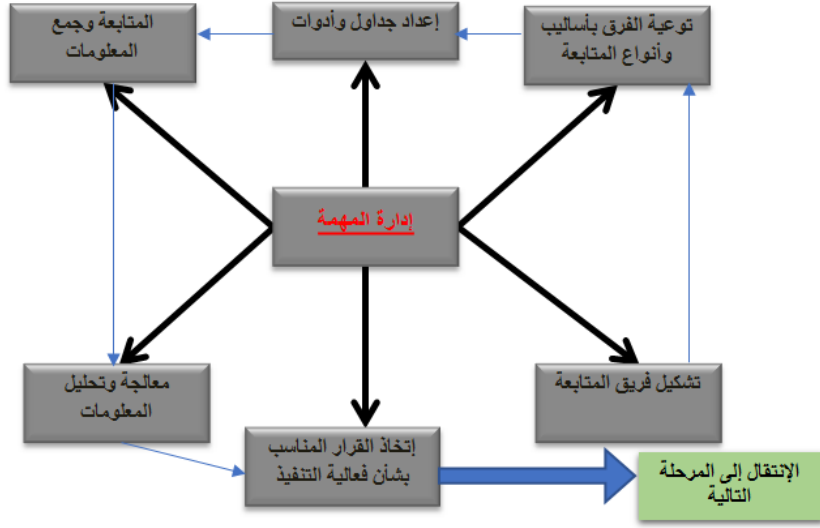 توعية الفرق بأساليب
وأنواع المتابعة
إعداد جداول وأدوات
المتابعة وجمع
المعلومات
إدارة المهمة
تشكيل فريق المتابعة
معالجة وتحليل
المعلومات
إتخاذ القرار المناسب
بشأن فعالية التنفيذ
الإنتقال إلى المرحلة
التالية